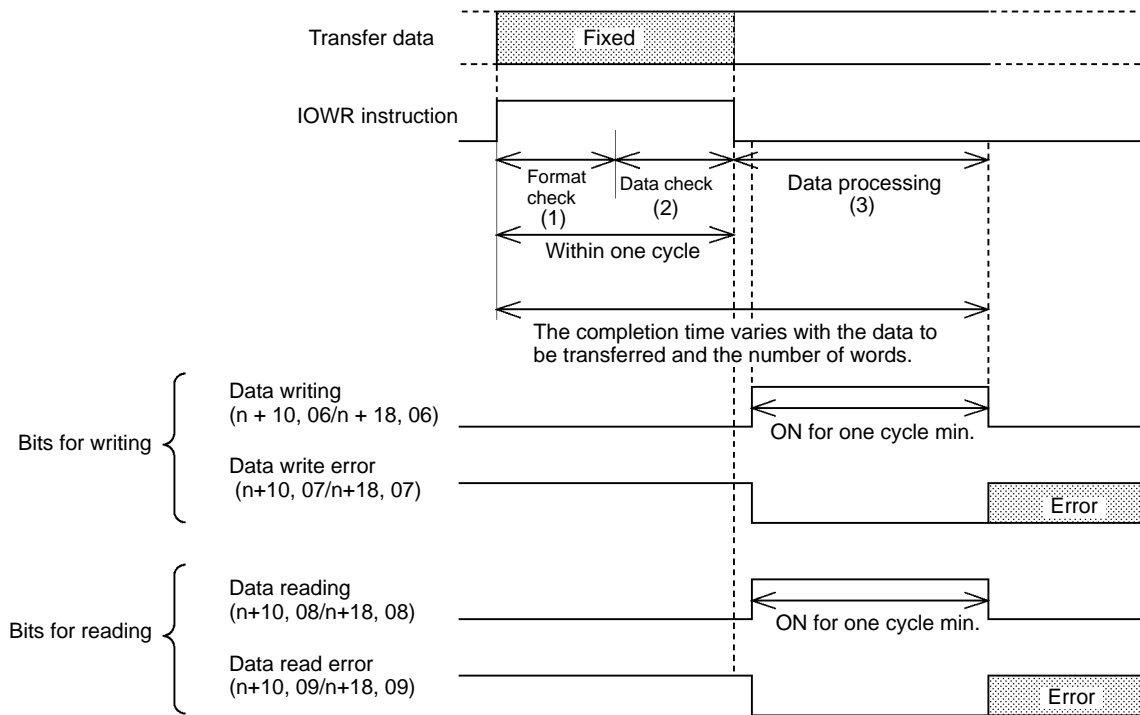 Transfer data
Fixed
IOWR instruction
Format
check
(1)
Data check
(2)
Data processing
(3)
Within one cycle
The completion time varies with the data to
be transferred and the number of words.
Bits for writing
Data writing
(n + 10, 06/n + 18, 06)
ON for one cycle min.
Data write error
(n+10, 07/n+18, 07)
Error
Bits for reading
Data reading
(n+10, 08/n+18, 08)
ON for one cycle min.
Data read error
(n+10, 09/n+18, 09)
Error